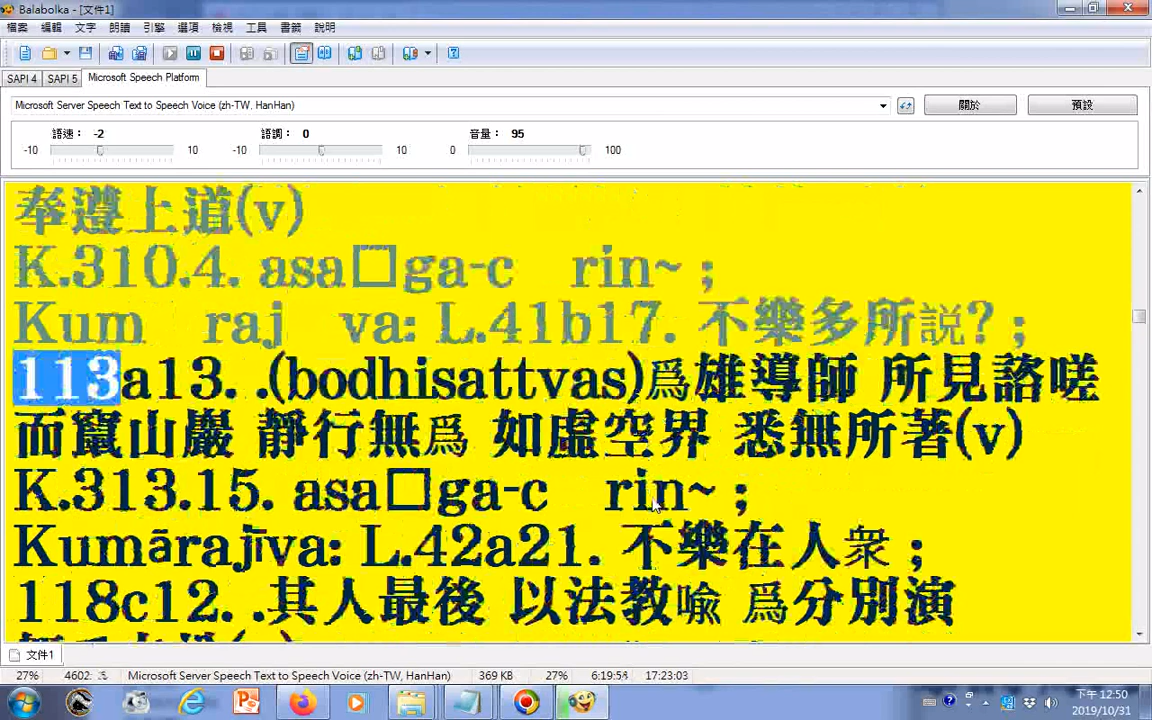 Balabolka - [文件1]
檔案 編輯 文字 朗讀 引擎 選項 檢視 工具 書籤 說明
SAPI 4 SAPI 5 Microsoft Speech Platform
Microsoft Server Speech Text to Speech Voice (zh-TW, HanHan) 關於 預設
語速： -2 語調： 0 音量： 95
-10 10 -10 10 0 100
奉遵上道(v)
K.310.4. asa□ga-c rin~ ;
Kum raj va: L.41b17. 不樂多所説? ;
113a13. .(bodhisattvas)爲雄導師 所見諮嗟
而竄山巖 靜行無爲 如虛空界 悉無所著(v)
K.313.15. asa□ga-c rin~ ;
Kumārajīva: L.42a21. 不樂在人衆 ;
118c12. .其人最後 以法教喩 爲分別演
文件1
27% Microsoft Server Speech Text to Speech Voice (zh-TW, HanHan) 369 KB 27% 17:23:03
下午 12:50
2019/10/31